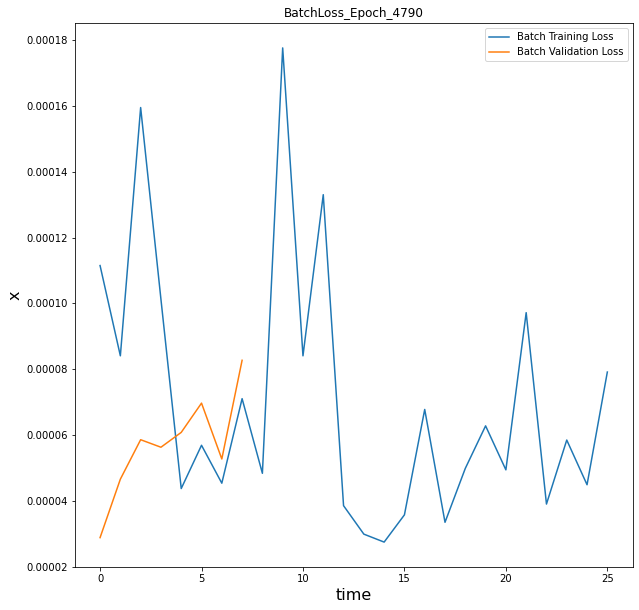 BatchLoss_Epoch_4790
Batch Training Loss
Batch Validation Loss
0.00018
0.00016
0.00014
0.00012
0.00010
0.00008
0.00006
0.00004
0.00002
x
0 5 10 15 20 25
time